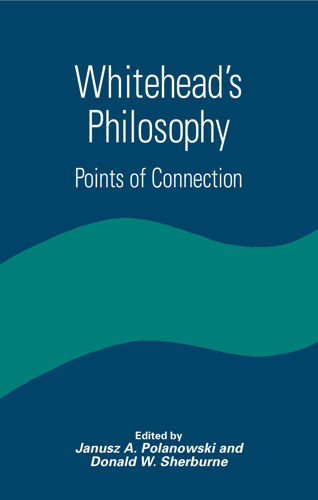 Whitehead's
Philosophy
Points of Connection
Edited by
Janusz A. Polanowski and
Donald W. Sherburne